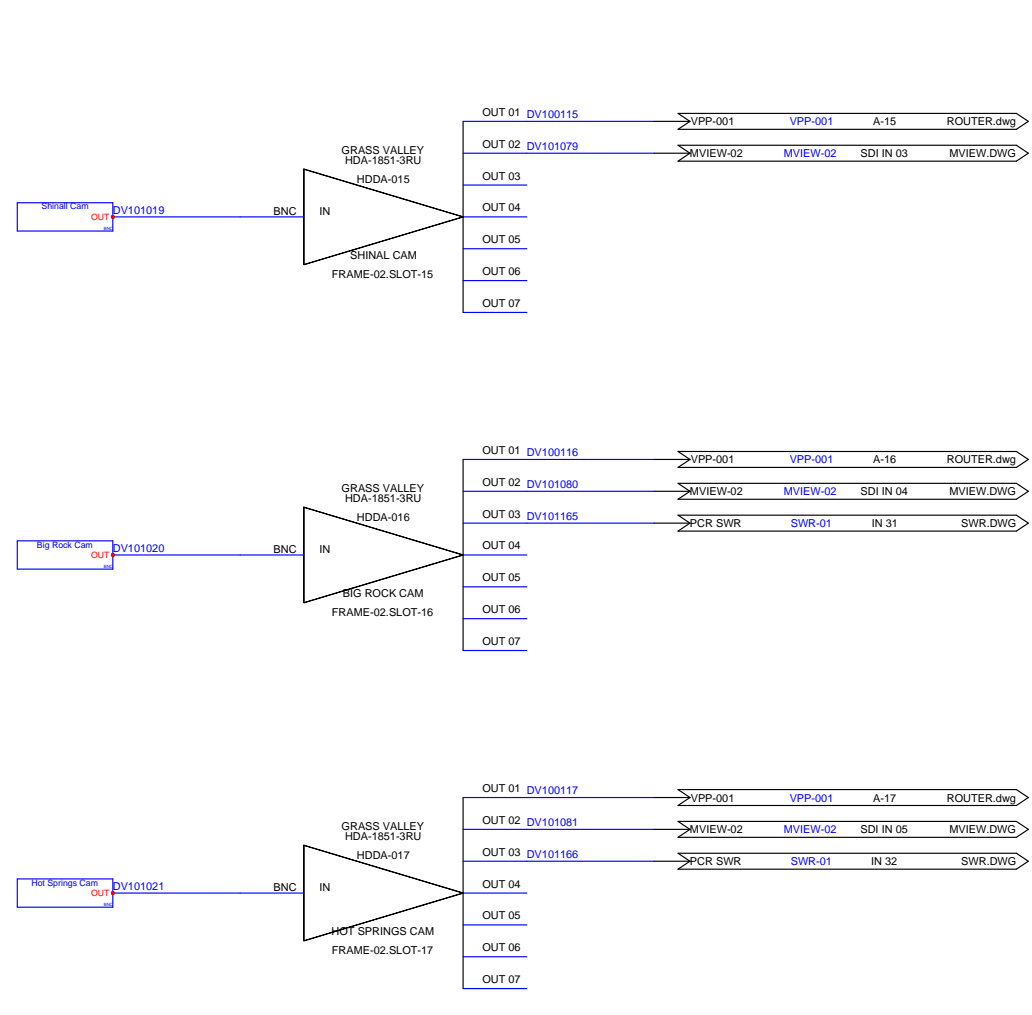 OUT 01 DV100115 VPP-001 VPP-001 A-15 ROUTER.dwg
GRASS VALLEY
HDA-1851-3RU
OUT 02 DV101079 MVIEW-02 MVIEW-02 SDI IN 03 MVIEW.DWG
HDDA-015
OUT 03
Shinall Cam
OUT DV101019 BNC IN OUT 04
BNC
OUT 05
SHINAL CAM
FRAME-02.SLOT-15 OUT 06
OUT 07
OUT 01 DV100116 VPP-001 VPP-001 A-16 ROUTER.dwg
GRASS VALLEY
HDA-1851-3RU
OUT 02 DV101080 MVIEW-02 MVIEW-02 SDI IN 04 MVIEW.DWG
HDDA-016
OUT 03 DV101165 PCR SWR SWR-01 IN 31 SWR.DWG
Big Rock Cam
OUT DV101020 BNC IN OUT 04
BNC
OUT 05
BIG ROCK CAM
FRAME-02.SLOT-16 OUT 06
OUT 07
OUT 01 DV100117 VPP-001 VPP-001 A-17 ROUTER.dwg
GRASS VALLEY
HDA-1851-3RU
OUT 02 DV101081 MVIEW-02 MVIEW-02 SDI IN 05 MVIEW.DWG
HDDA-017
OUT 03 DV101166 PCR SWR SWR-01 IN 32 SWR.DWG
Hot Springs Cam
OUT DV101021 BNC IN OUT 04
BNC
OUT 05
HOT SPRINGS CAM
FRAME-02.SLOT-17 OUT 06
OUT 07